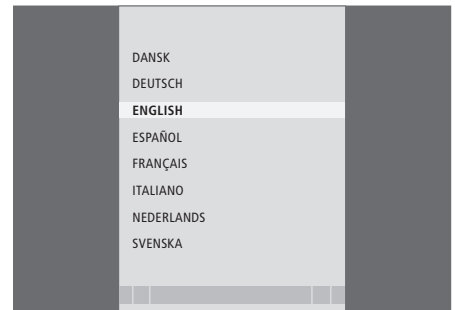 DANSK
DEUTSCH
ENGLISH
ESPAÑOL
FRANÇAIS
ITALIANO
NEDERLANDS
SVENSKA